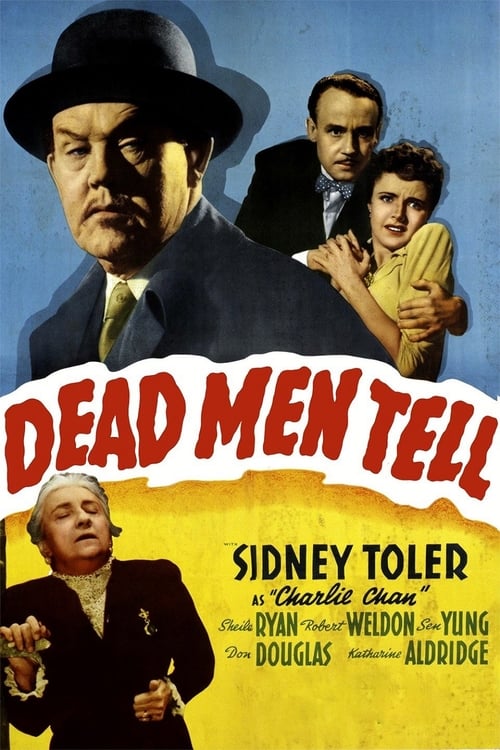 DEAD MEN TELL
WITH
SIDNEY TOLER
AS "Charlie Chan"
Sheila RYAN Robert WELDON Sen YUNG
Don DOUGLAS Katharine ALDRIDGE